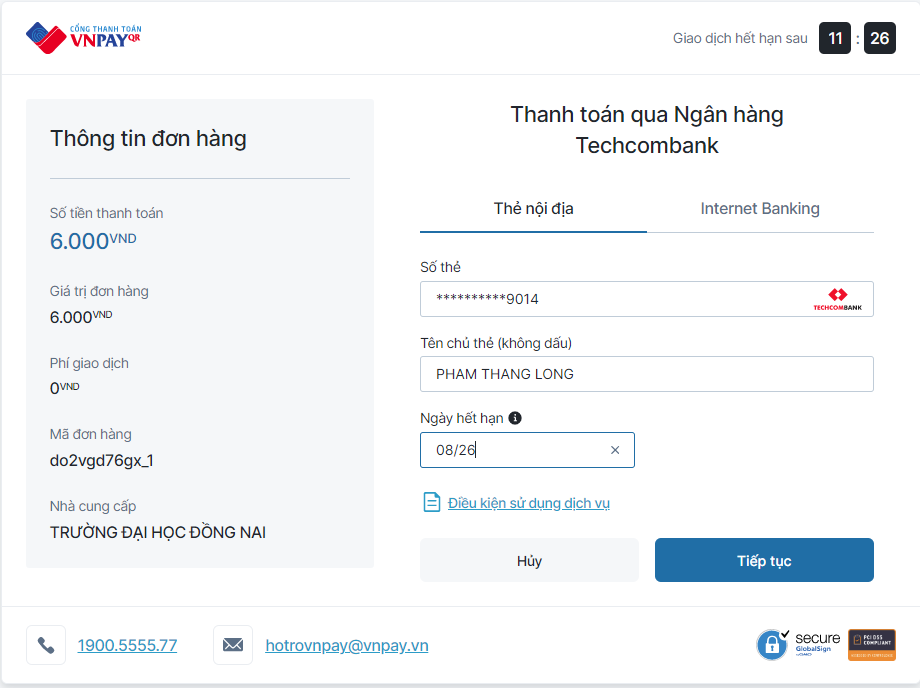 CỔNG THANH TOÁN
VNPAYQR
Giao dịch hết hạn sau 11 : 26
Thông tin đơn hàng
Số tiền thanh toán
6.000VND
Giá trị đơn hàng
6.000VND
Phí giao dịch
0VND
Mã đơn hàng
do2vgd76gx_1
Nhà cung cấp
TRƯỜNG ĐẠI HỌC ĐỒNG NAI
Thanh toán qua Ngân hàng
Techcombank
Thẻ nội địa Internet Banking
Số thẻ
**********9014
TECHCOMBANK
Tên chủ thẻ (không dấu)
PHAM THANG LONG
Ngày hết hạn
08/26
Điều kiện sử dụng dịch vụ
Hủy Tiếp tục
1900.5555.77 hotrovnpay@vnpay.vn
secure
GlobalSign
PCI DSS
COMPLIANT